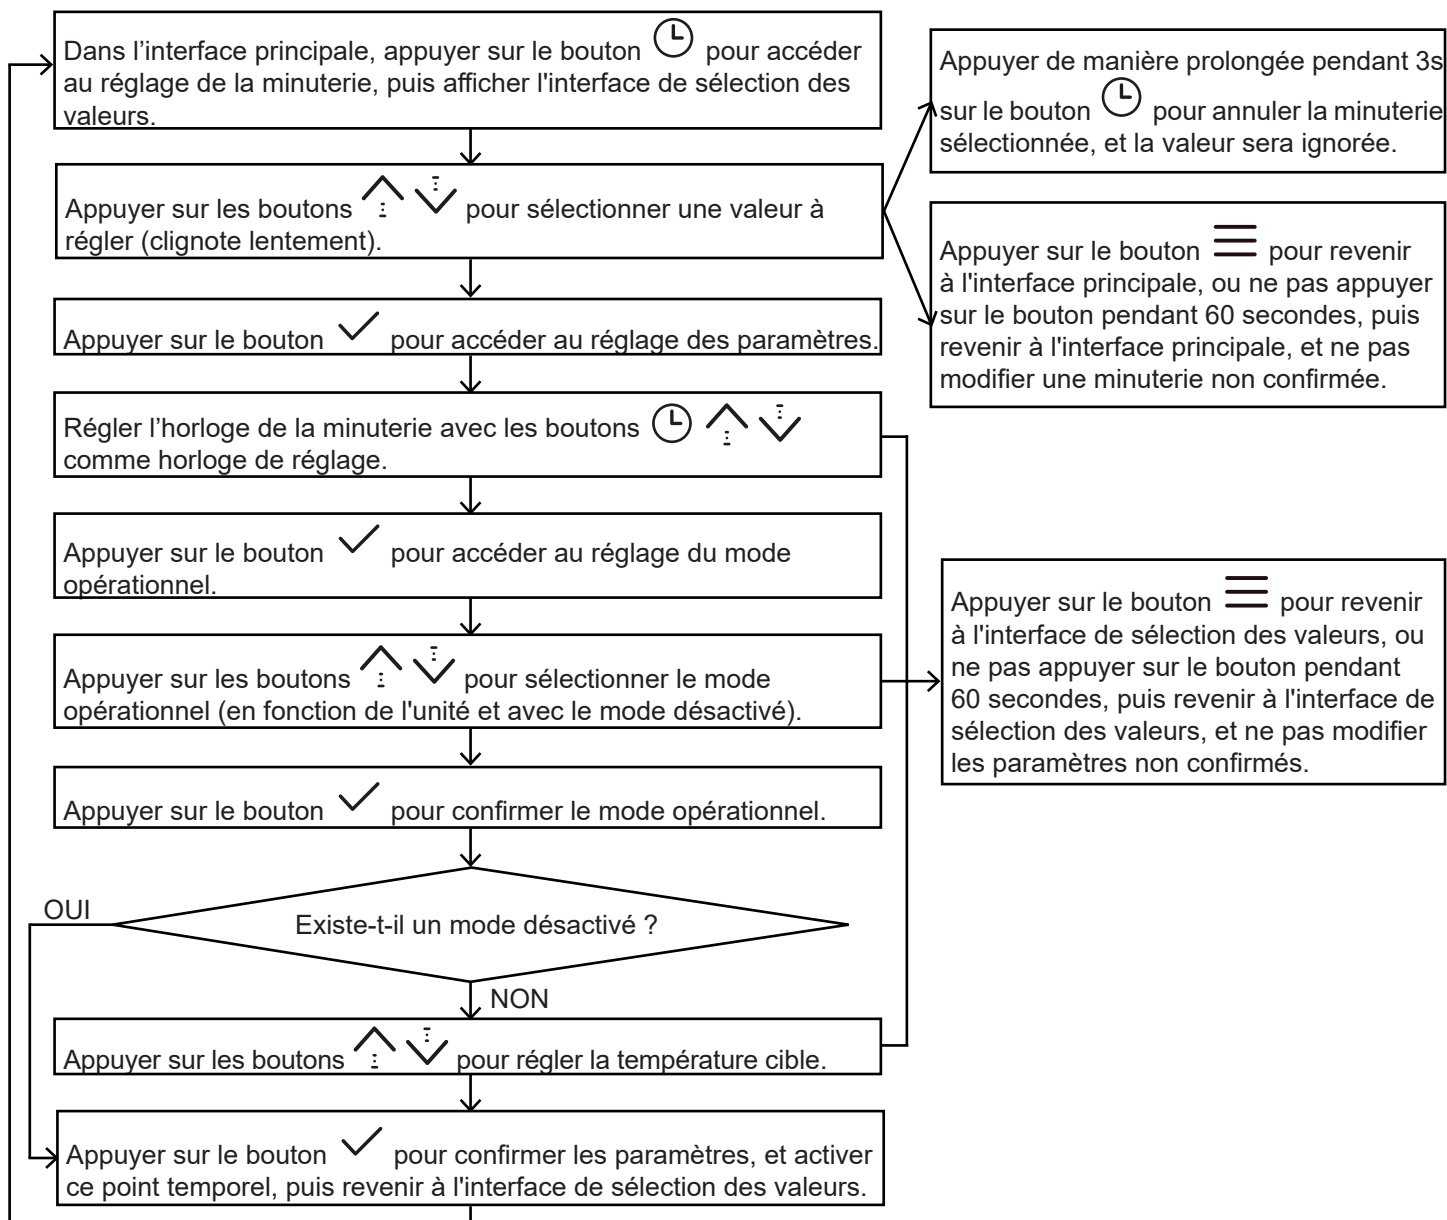 Dans l’interface principale, appuyer sur le bouton pour accéder
au réglage de la minuterie, puis afficher l'interface de sélection des
valeurs.
Appuyer de manière prolongée pendant 3s
sur le bouton pour annuler la minuterie
sélectionnée, et la valeur sera ignorée.
Appuyer sur les boutons pour sélectionner une valeur à
régler (clignote lentement).
Appuyer sur le bouton pour revenir
à l'interface principale, ou ne pas appuyer
sur le bouton pendant 60 secondes, puis
revenir à l'interface principale, et ne pas
modifier une minuterie non confirmée.
Appuyer sur le bouton pour accéder au réglage des paramètres.
Régler l’horloge de la minuterie avec les boutons
comme horloge de réglage.
Appuyer sur le bouton pour accéder au réglage du mode
opérationnel.
Appuyer sur les boutons pour sélectionner le mode
opérationnel (en fonction de l'unité et avec le mode désactivé).
Appuyer sur le bouton pour revenir
à l'interface de sélection des valeurs, ou
ne pas appuyer sur le bouton pendant
60 secondes, puis revenir à l'interface de
sélection des valeurs, et ne pas modifier
les paramètres non confirmés.
Appuyer sur le bouton pour confirmer le mode opérationnel.
OUI
Existe-t-il un mode désactivé ?
NON
Appuyer sur les boutons pour régler la température cible.
Appuyer sur le bouton pour confirmer les paramètres, et activer
ce point temporel, puis revenir à l'interface de sélection des valeurs.